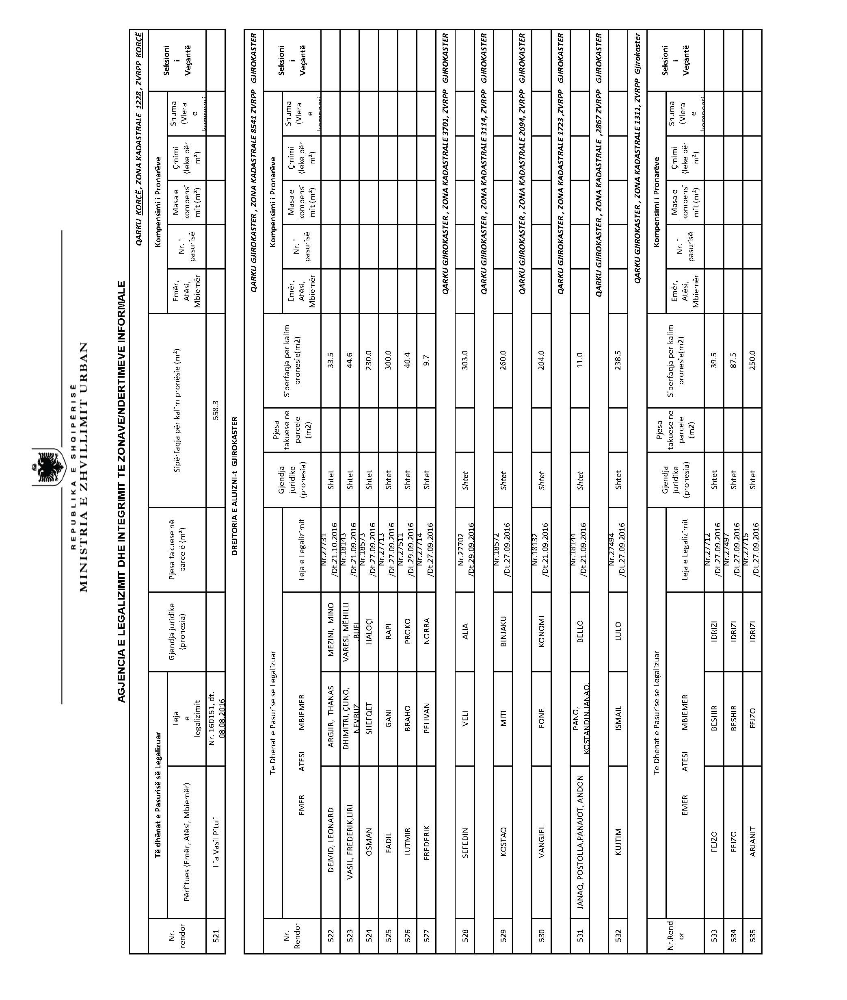 REPUBLIKA E SHQIPËRISË
MINISTRIA E ZHVILLIMIT URBAN
AGJENCIA E LEGALIZIMIT DHE INTEGRIMIT TE ZONAVE/NDERTIMEVE INFORMALE
QARKU KORCË, ZONA KADASTRALE 1228, ZVRPP KORCË
Nr. rendor
Të dhënat e Pasurisë së Legalizuar
Përfitues (Emër, Atësi, Mbiemër)
Leja e legalizimit
Gjendja juridike (pronesia)
Pjesa takuese në parcelë (m²)
Sipërfaqja për kalim pronësie (m²)
Kompensimi i Pronarëve
Emër, Atësi, Mbiemër
Nr. i pasurisë
Masa e kompensi mit (m²)
Çmimi (leke për m²)
Shuma (Vlera e kompensi
Seksioni i Veçantë
521 Ilia Vasil Pituli Nr. 160151, dt. 08.08.2016 558.3
DREJTORIA E ALUIZNI-t GJIROKASTER
QARKU GJIROKASTER , ZONA KADASTRALE 8541 ZVRPP GJIROKASTER
Nr. Rendor
Te Dhenat e Pasurise se Legalizuar
EMER ATESI MBIEMER
Leja e Legalizimit
Gjendja juridike (pronesia)
Pjesa takuese ne parcele (m2)
Siperfaqja per kalim pronesie(m2)
Kompensimi i Pronarëve
Emër, Atësi, Mbiemër
Nr. i pasurisë
Masa e kompensi mit (m²)
Çmimi (leke për m²)
Shuma (Vlera e kompensi
Seksioni i Veçantë
522 DEJVID, LEONARD ARGJIR, THANAS MEZINI, MINO Nr.27731 /Dt.21.10.2016 Shtet 33.5
523 VASIL, FREDERIK,LIRI DHIMITRI, ÇUNO, NEVRUZ VARESI, MËHILLI ,BUFI Nr.18143 /Dt.21.09.2016 Shtet 44.6
524 OSMAN SHEFQET HALOÇI Nr.18573 /Dt.27.09.2016 Shtet 230.0
525 FADIL GANI RAPI Nr.27713 /Dt.27.09.2016 Shtet 300.0
526 LUTMIR BRAHO PROKO Nr.27511 /Dt.29.09.2016 Shtet 40.4
527 FREDERIK PELIVAN NORRA Nr.27714 /Dt.27.09.2016 Shtet 9.7
QARKU GJIROKASTER , ZONA KADASTRALE 3701, ZVRPP GJIROKASTER
528 SEFEDIN VELI ALIA Nr.27702 /Dt.29.09.2016 Shtet 303.0
QARKU GJIROKASTER , ZONA KADASTRALE 3114, ZVRPP GJIROKASTER
529 KOSTAQ MITI BINJAKU Nr.18572 /Dt.27.09.2016 Shtet 260.0
QARKU GJIROKASTER , ZONA KADASTRALE 2094, ZVRPP GJIROKASTER
530 VANGJEL FONE KONOMI Nr.18132 /Dt.21.09.2016 Shtet 204.0
QARKU GJIROKASTER , ZONA KADASTRALE 1723 ,ZVRPP GJIROKASTER
531 JANAQ, POSTOLLA,PANAJOT, ANDON PANO, KOSTANDIN,JANAQ, BELLO Nr.18144 /Dt.21.09.2016 Shtet 11.0
QARKU GJIROKASTER , ZONA KADASTRALE ,2867 ZVRPP GJIROKASTER
532 KUJTIM ISMAIL LULO Nr.27494 /Dt.27.09.2016 Shtet 238.5
QARKU GJIROKASTER , ZONA KADASTRALE 1311, ZVRPP Gjirokaster
Nr.Rend or
Te Dhenat e Pasurise se Legalizuar
EMER ATESI MBIEMER
Leja e Legalizimit
Gjendja juridike (pronesia)
Pjesa takuese ne parcele (m2)
Siperfaqja per kalim pronesie(m2)
Kompensimi i Pronarëve
Emër, Atësi, Mbiemër
Nr. i pasurisë
Masa e kompensi mit (m²)
Çmimi (leke për m²)
Shuma (Vlera e kompensi
Seksioni i Veçantë
533 FEJZO BESHIR IDRIZI Nr.27712 /Dt.27.09.2016 Shtet 39.5
534 FEJZO BESHIR IDRIZI Nr.27497 /Dt.27.09.2016 Shtet 87.5
535 ARJANIT FEJZO IDRIZI Nr.27715 /Dt.27.09.2016 Shtet 250.0